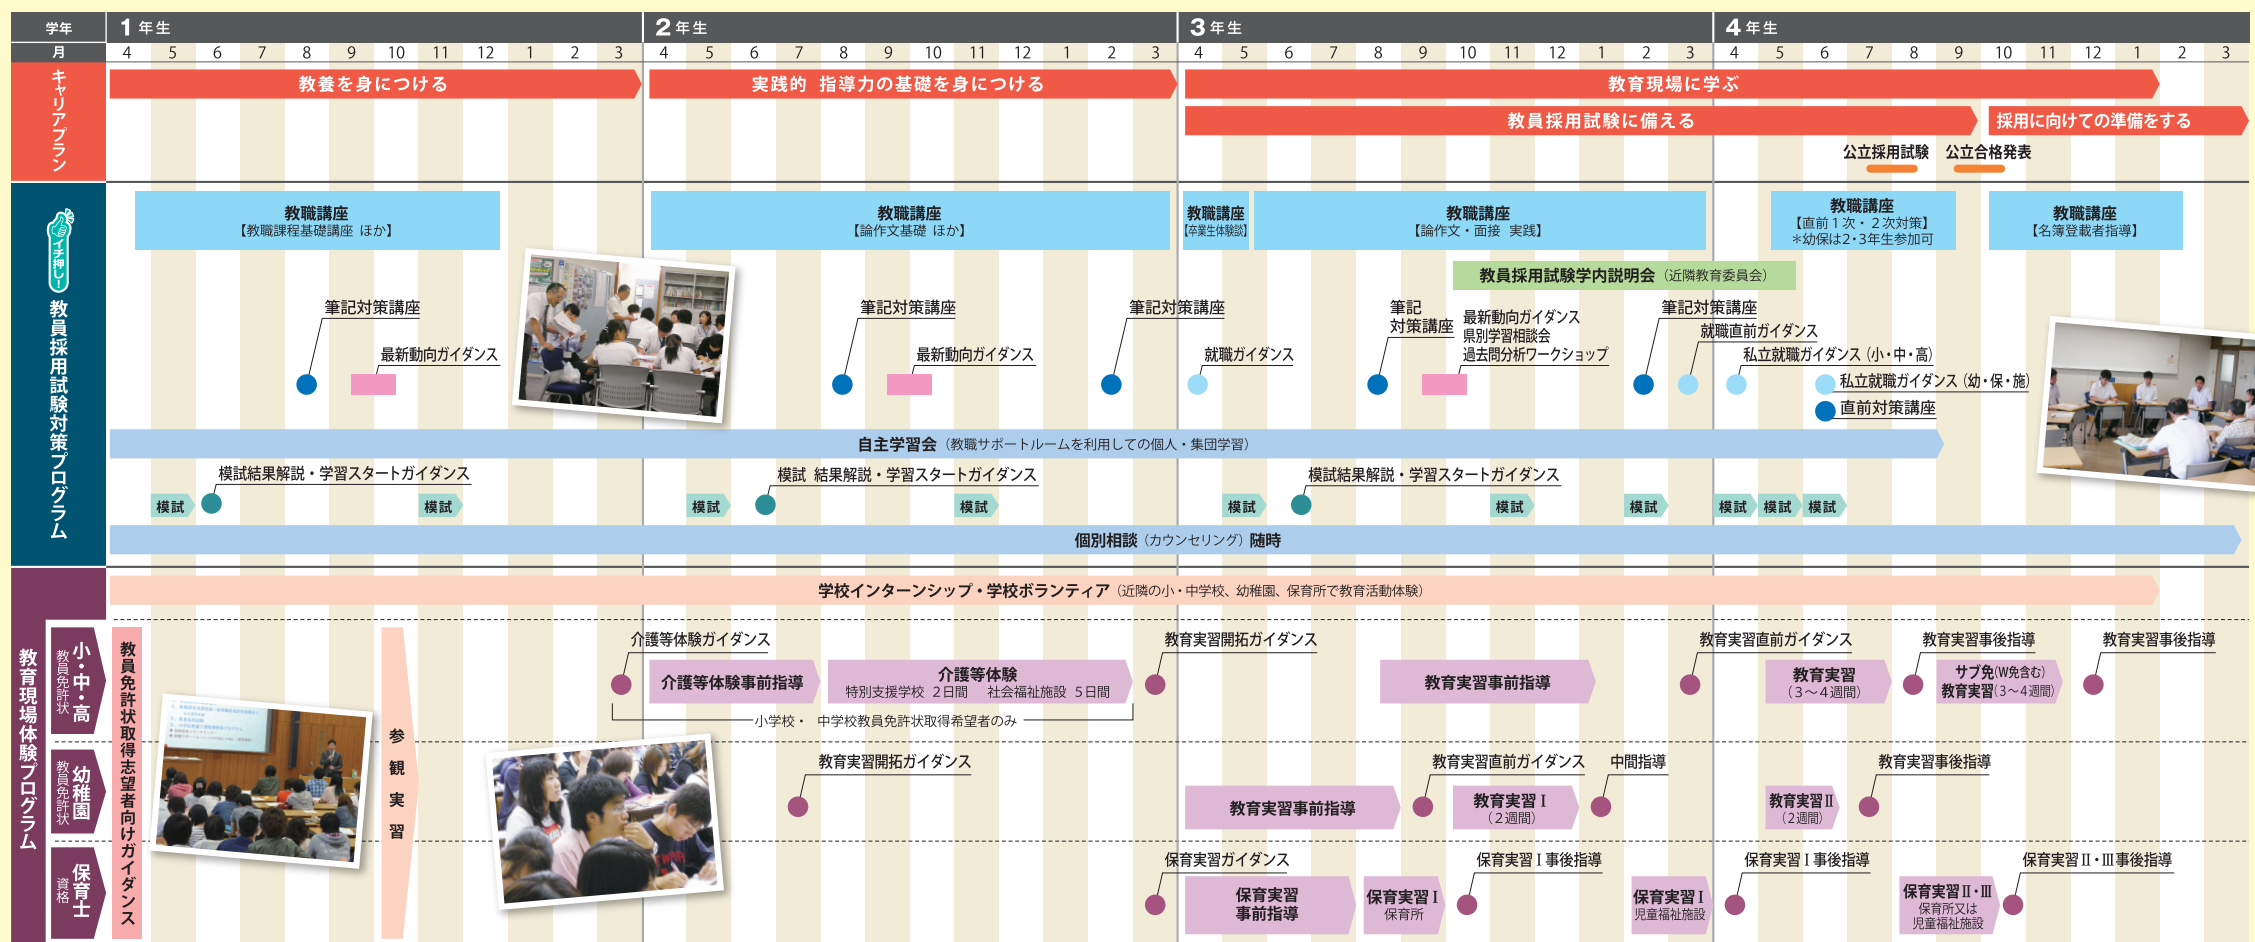 学年
1年生
2年生
3年生
4年生
月
4 5 6 7 8 9 10 11 12 1 2 3 4 5 6 7 8 9 10 11 12 1 2 3 4 5 6 7 8 9 10 11 12 1 2 3 4 5 6 7 8 9 10 11 12 1 2 3
キャリアプラン
教養を身につける
実践的 指導力の基礎を身につける
教育現場に学ぶ
教員採用試験に備える
採用に向けての準備をする
公立採用試験
公立合格発表
イチ押し!
教員採用試験対策プログラム
教職講座
【教職課程基礎講座 ほか】
教職講座
【論作文基礎 ほか】
教職講座
【卒業生体験談】
教職講座
【論作文・面接 実践】
教職講座
【直前1次・2次対策】
＊幼保は2・3年生参加可
教職講座
【名簿登載者指導】
教員採用試験学内説明会（近隣教育委員会）
筆記対策講座
最新動向ガイダンス
筆記対策講座
最新動向ガイダンス
筆記対策講座
就職ガイダンス
筆記
対策講座
最新動向ガイダンス
県別学習相談会
過去問分析ワークショップ
筆記対策講座
就職直前ガイダンス
私立就職ガイダンス（小・中・高）
私立就職ガイダンス（幼・保・施）
直前対策講座
自主学習会（教職サポートルームを利用しての個人・集団学習）
模試結果解説・学習スタートガイダンス
模試 結果解説・学習スタートガイダンス
模試結果解説・学習スタートガイダンス
模試
模試
模試
模試
模試
模試
模試
模試
模試
模試
個別相談（カウンセリング）随時
教育現場体験プログラム
学校インターンシップ・学校ボランティア（近隣の小・中学校、幼稚園、保育所で教育活動体験）
小・中・高
教員免許状
幼稚園
教員免許状
保育士
資格
教員免許状取得志望者向けガイダンス
参観実習
介護等体験ガイダンス
介護等体験事前指導
介護等体験
特別支援学校 2日間 社会福祉施設 5日間
小学校・ 中学校教員免許状取得希望者のみ
教育実習開拓ガイダンス
教育実習事前指導
教育実習直前ガイダンス
教育実習
（3〜4週間）
教育実習事後指導
サブ免（W免含む）
教育実習（3〜4週間）
教育実習事後指導
教育実習開拓ガイダンス
教育実習事前指導
教育実習直前ガイダンス
教育実習Ⅰ
（2週間）
中間指導
教育実習Ⅱ
（2週間）
教育実習事後指導
保育実習ガイダンス
保育実習
事前指導
保育実習Ⅰ
保育所
保育実習Ⅰ事後指導
保育実習Ⅰ
児童福祉施設
保育実習Ⅰ事後指導
保育実習Ⅱ・Ⅲ
保育所又は
児童福祉施設
保育実習Ⅱ・Ⅲ事後指導